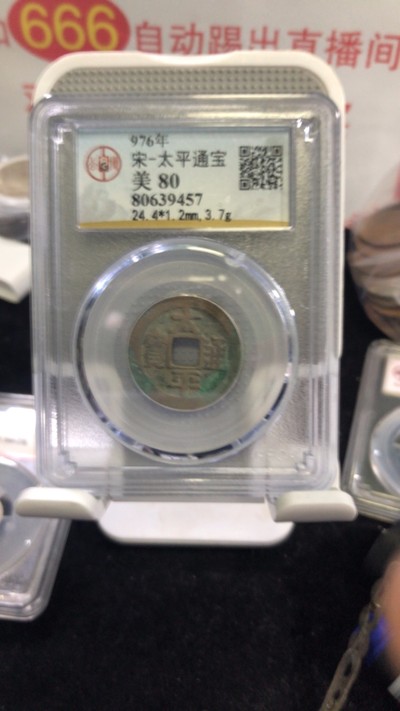 666 自动踢出直播间
976年
宋-太平通宝
美 80
80639457
24.4*1.2mm,3.7g